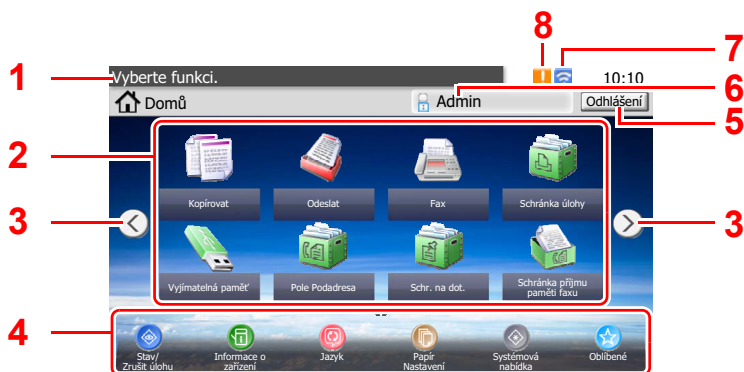 8
7
1
Vyberte funkci.
10:10
6
Domů
Admin
Odhlášení
5
2
Kopírovat
Odeslat
Fax
Schránka úlohy
3
3
Vyjímatelná paměť
Pole Podadresa
Schr. na dot.
Schránka příjmu
paměti faxu
4
Stav/
Zrušit úlohu
Informace o
zařízení
Jazyk
Papír
Nastavení
Systémová
nabídka
Oblíbené